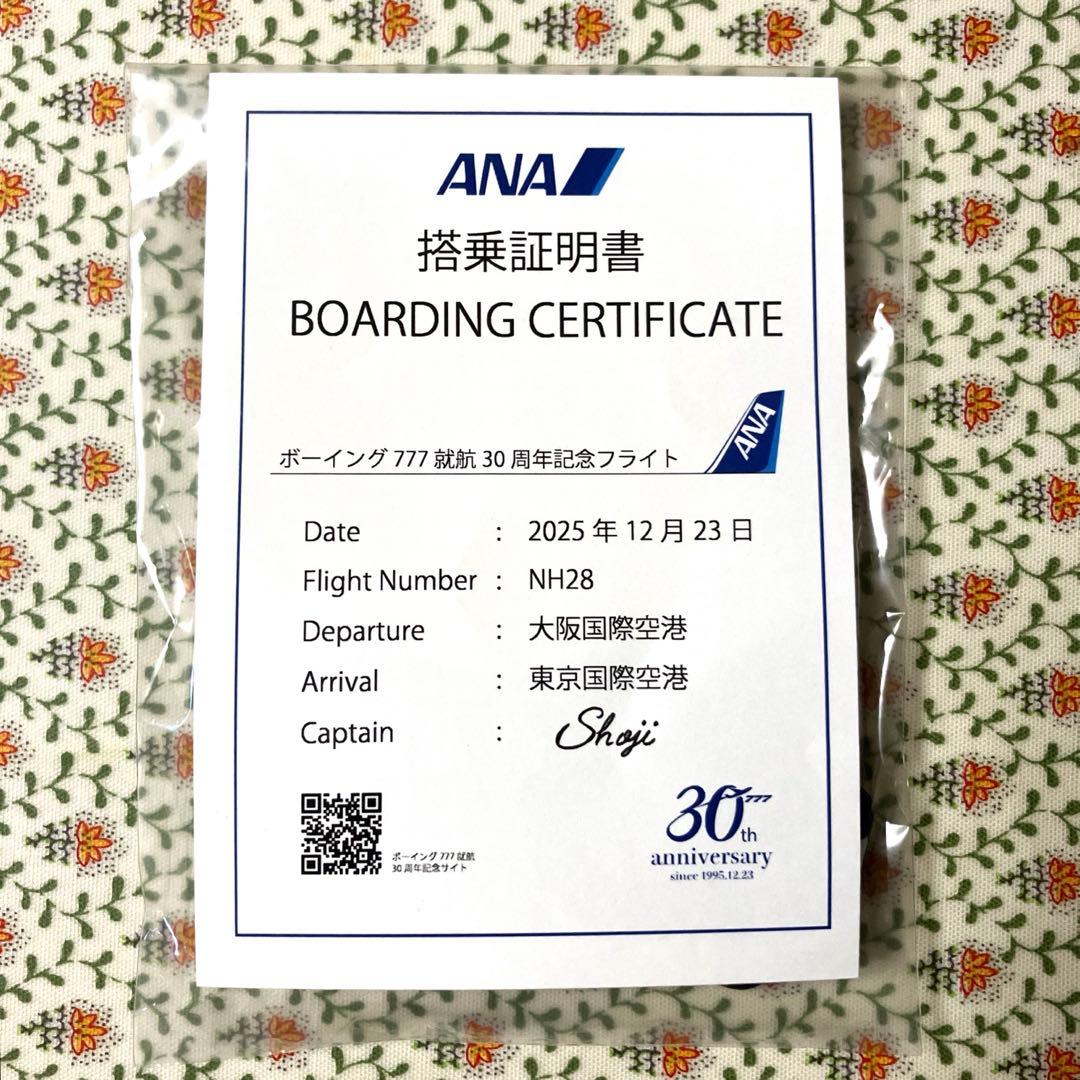 ANA
搭乗証明書
BOARDING CERTIFICATE
ANA
ボーイング 777 就航 30 周年記念フライト
Date : 2025 年 12 月 23 日
Flight Number : NH28
Departure : 大阪国際空港
Arrival : 東京国際空港
Captain : Shoji
ボーイング 777 就航
30 周年記念サイト
30 777 th
anniversary
since 1995.12.23